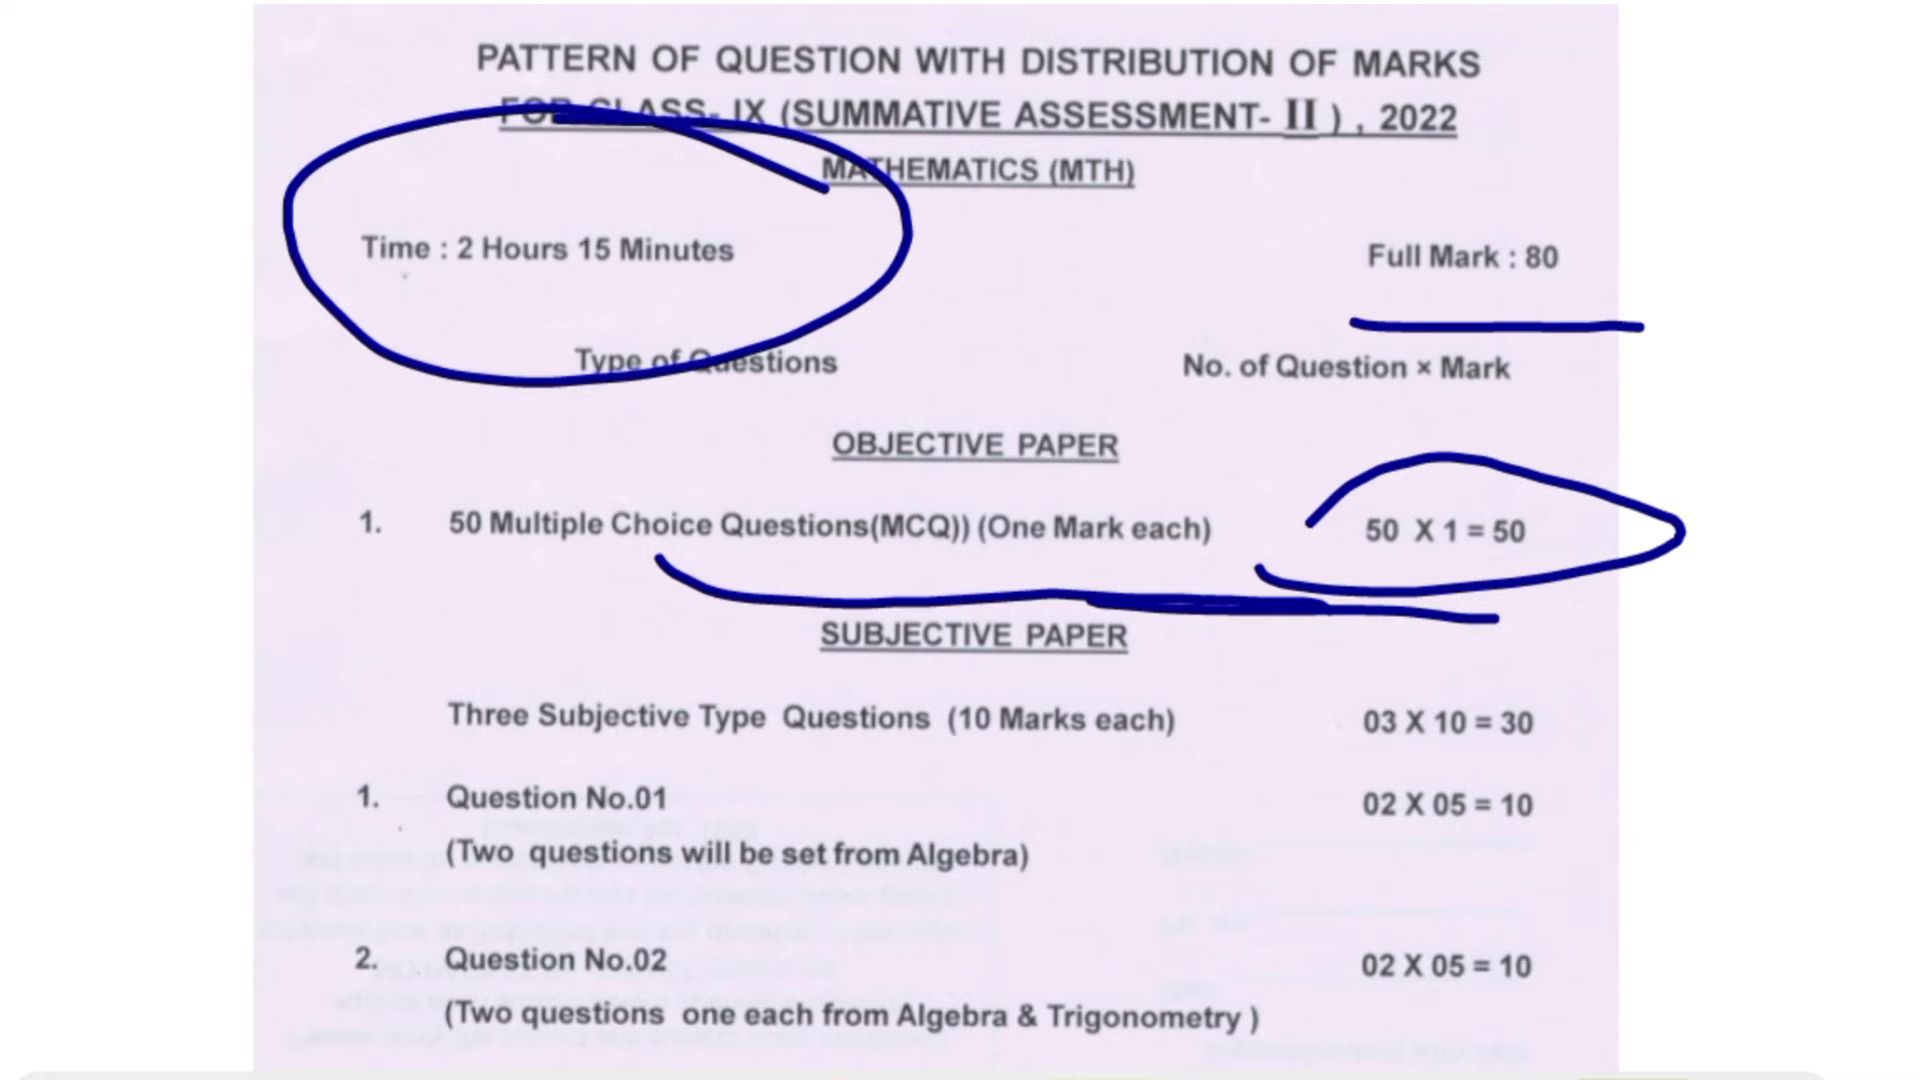 PATTERN OF QUESTION WITH DISTRIBUTION OF MARKS
FOR CLASS- IX (SUMMATIVE ASSESSMENT- II ) , 2022
MATHEMATICS (MTH)
Time : 2 Hours 15 Minutes Full Mark : 80
Type of Questions No. of Question × Mark
OBJECTIVE PAPER
1. 50 Multiple Choice Questions(MCQ)) (One Mark each) 50 X 1 = 50
SUBJECTIVE PAPER
Three Subjective Type Questions (10 Marks each) 03 X 10 = 30
1. Question No.01 02 X 05 = 10
(Two questions will be set from Algebra)
2. Question No.02 02 X 05 = 10
(Two questions one each from Algebra & Trigonometry )